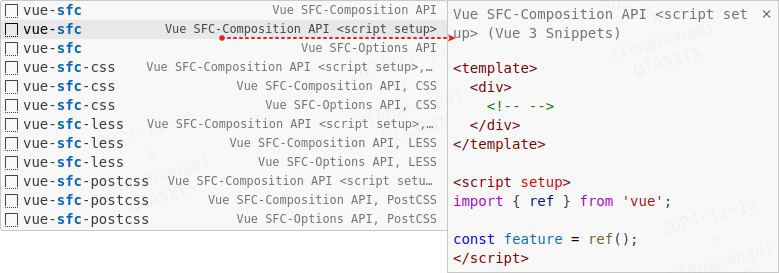 vue-sfc Vue SFC-Composition API
vue-sfc Vue SFC-Composition API <script setup>
vue-sfc Vue SFC-Options API
vue-sfc-css Vue SFC-Composition API <script setup>,…
vue-sfc-css Vue SFC-Composition API, CSS
vue-sfc-css Vue SFC-Options API, CSS
vue-sfc-less Vue SFC-Composition API <script setup>,…
vue-sfc-less Vue SFC-Composition API, LESS
vue-sfc-less Vue SFC-Options API, LESS
vue-sfc-postcss Vue SFC-Composition API <script setu…
vue-sfc-postcss Vue SFC-Composition API, PostCSS
vue-sfc-postcss Vue SFC-Options API, PostCSS
Vue SFC-Composition API <script set
up> (Vue 3 Snippets)
<template>
<div>
<!-- -->
</div>
</template>
<script setup>
import { ref } from 'vue';
const feature = ref();
</script>
2024-11-13
x
xianghongai
QIANXIN